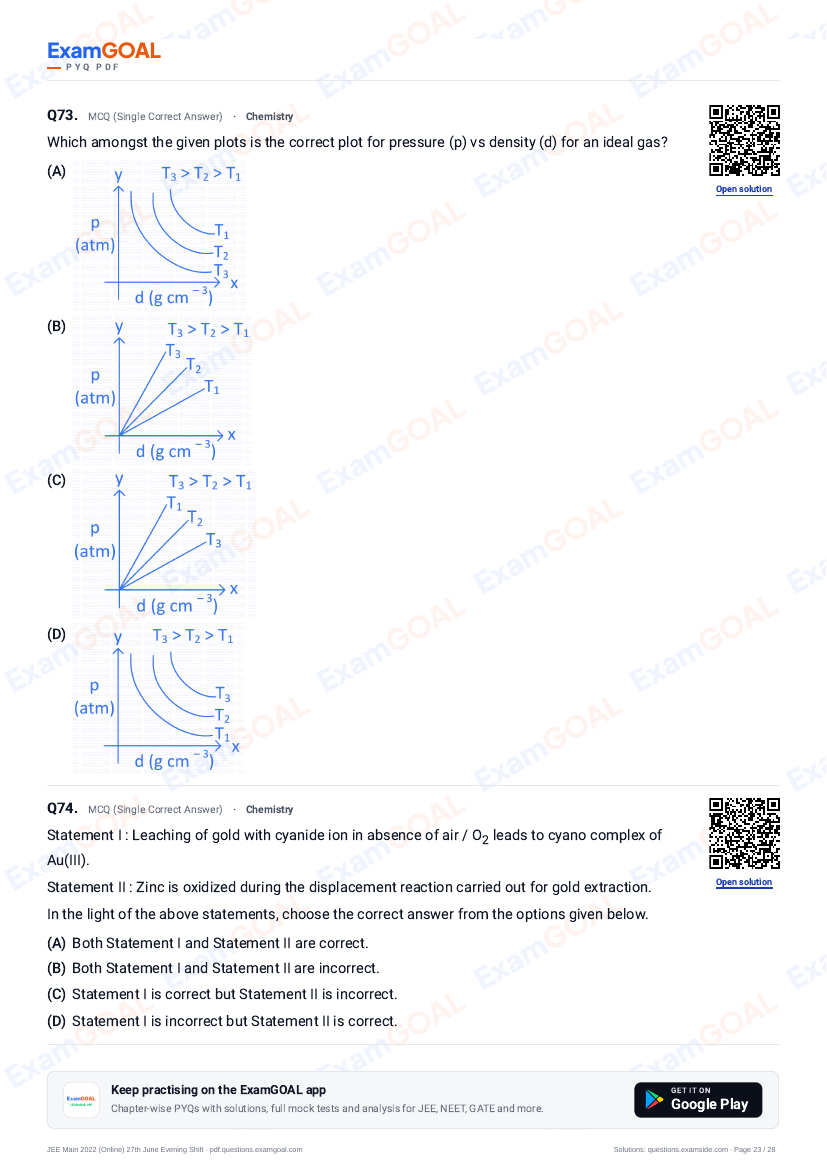 ExamGOAL
PYQ PDF
Q73. MCQ (Single Correct Answer) · Chemistry
Which amongst the given plots is the correct plot for pressure (p) vs density (d) for an ideal gas?
Open solution
(A)
y T₃ > T₂ > T₁
p
(atm)
T₁
T₂
T₃
x
d (g cm⁻³)
(B)
y T₃ > T₂ > T₁
T₃
T₂
T₁
p
(atm)
x
d (g cm⁻³)
(C)
y T₃ > T₂ > T₁
T₁
T₂
T₃
p
(atm)
x
d (g cm⁻³)
(D)
y T₃ > T₂ > T₁
p
(atm)
T₃
T₂
T₁
x
d (g cm⁻³)
Q74. MCQ (Single Correct Answer) · Chemistry
Statement I : Leaching of gold with cyanide ion in absence of air / O₂ leads to cyano complex of
Au(III).
Statement II : Zinc is oxidized during the displacement reaction carried out for gold extraction.
In the light of the above statements, choose the correct answer from the options given below.
Open solution
(A) Both Statement I and Statement II are correct.
(B) Both Statement I and Statement II are incorrect.
(C) Statement I is correct but Statement II is incorrect.
(D) Statement I is incorrect but Statement II is correct.
ExamGOAL
Keep practising on the ExamGOAL app
Chapter-wise PYQs with solutions, full mock tests and analysis for JEE, NEET, GATE and more.
GET IT ON
Google Play
JEE Main 2022 (Online) 27th June Evening Shift · pdf.questions.examgoal.com
Solutions: questions.examside.com · Page 23 / 28